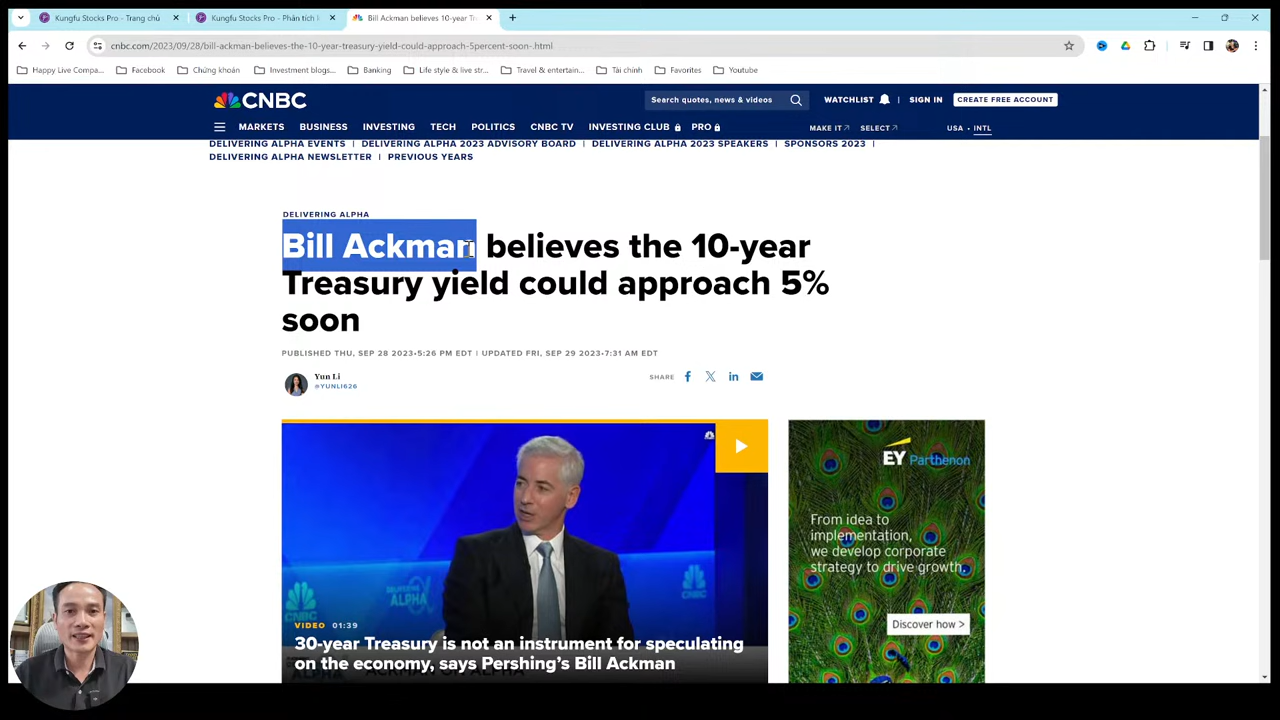 Kungfu Stocks Pro - Trang chủ
Kungfu Stocks Pro - Phân tích
Bill Ackman believes 10-year Tr
cnbc.com/2023/09/28/bill-ackman-believes-the-10-year-treasury-yield-could-approach-5percent-soon-.html
Happy Live Compa...
Facebook
Chứng khoán
Investment blogs...
Banking
Life style & live str...
Travel & entertain...
Tài chính
Favorites
Youtube
CNBC
Search quotes, news & videos
WATCHLIST
SIGN IN
CREATE FREE ACCOUNT
MARKETS BUSINESS INVESTING TECH POLITICS CNBC TV INVESTING CLUB PRO
MAKE IT SELECT USA • INTL
DELIVERING ALPHA EVENTS | DELIVERING ALPHA 2023 ADVISORY BOARD | DELIVERING ALPHA 2023 SPEAKERS | SPONSORS 2023 |
DELIVERING ALPHA NEWSLETTER | PREVIOUS YEARS
DELIVERING ALPHA
Bill Ackman believes the 10-year
Treasury yield could approach 5%
soon
PUBLISHED THU, SEP 28 2023•5:26 PM EDT | UPDATED FRI, SEP 29 2023•7:31 AM EDT
Yun Li
@YUNLI626
SHARE
DELIVERING
ALPHA
CNBC
CNBC
VIDEO 01:39
30-year Treasury is not an instrument for speculating
on the economy, says Pershing's Bill Ackman
EY Parthenon
From idea to
implementation,
we develop corporate
strategy to drive growth.
Discover how >